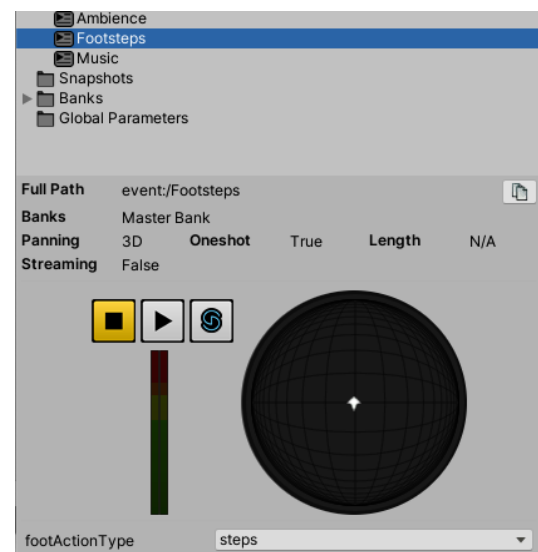 Ambience
Footsteps
Music
Snapshots
Banks
Global Parameters
Full Path event:/Footsteps
Banks Master Bank
Panning 3D Oneshot True Length N/A
Streaming False
footActionType steps